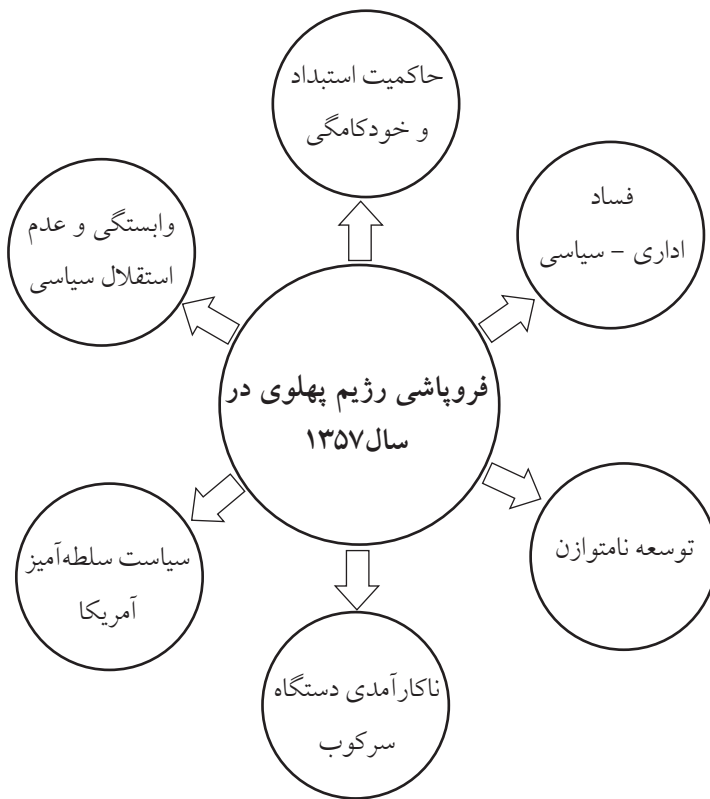 حاکمیت استبداد
و خودکامگی
فساد
اداری – سیاسی
وابستگی و عدم
استقلال سیاسی
فروپاشی رژیم پهلوی در
سال۱۳۵۷
توسعه نامتوازن
سیاست سلطه‌آمیز
آمریکا
ناکارآمدی دستگاه
سرکوب